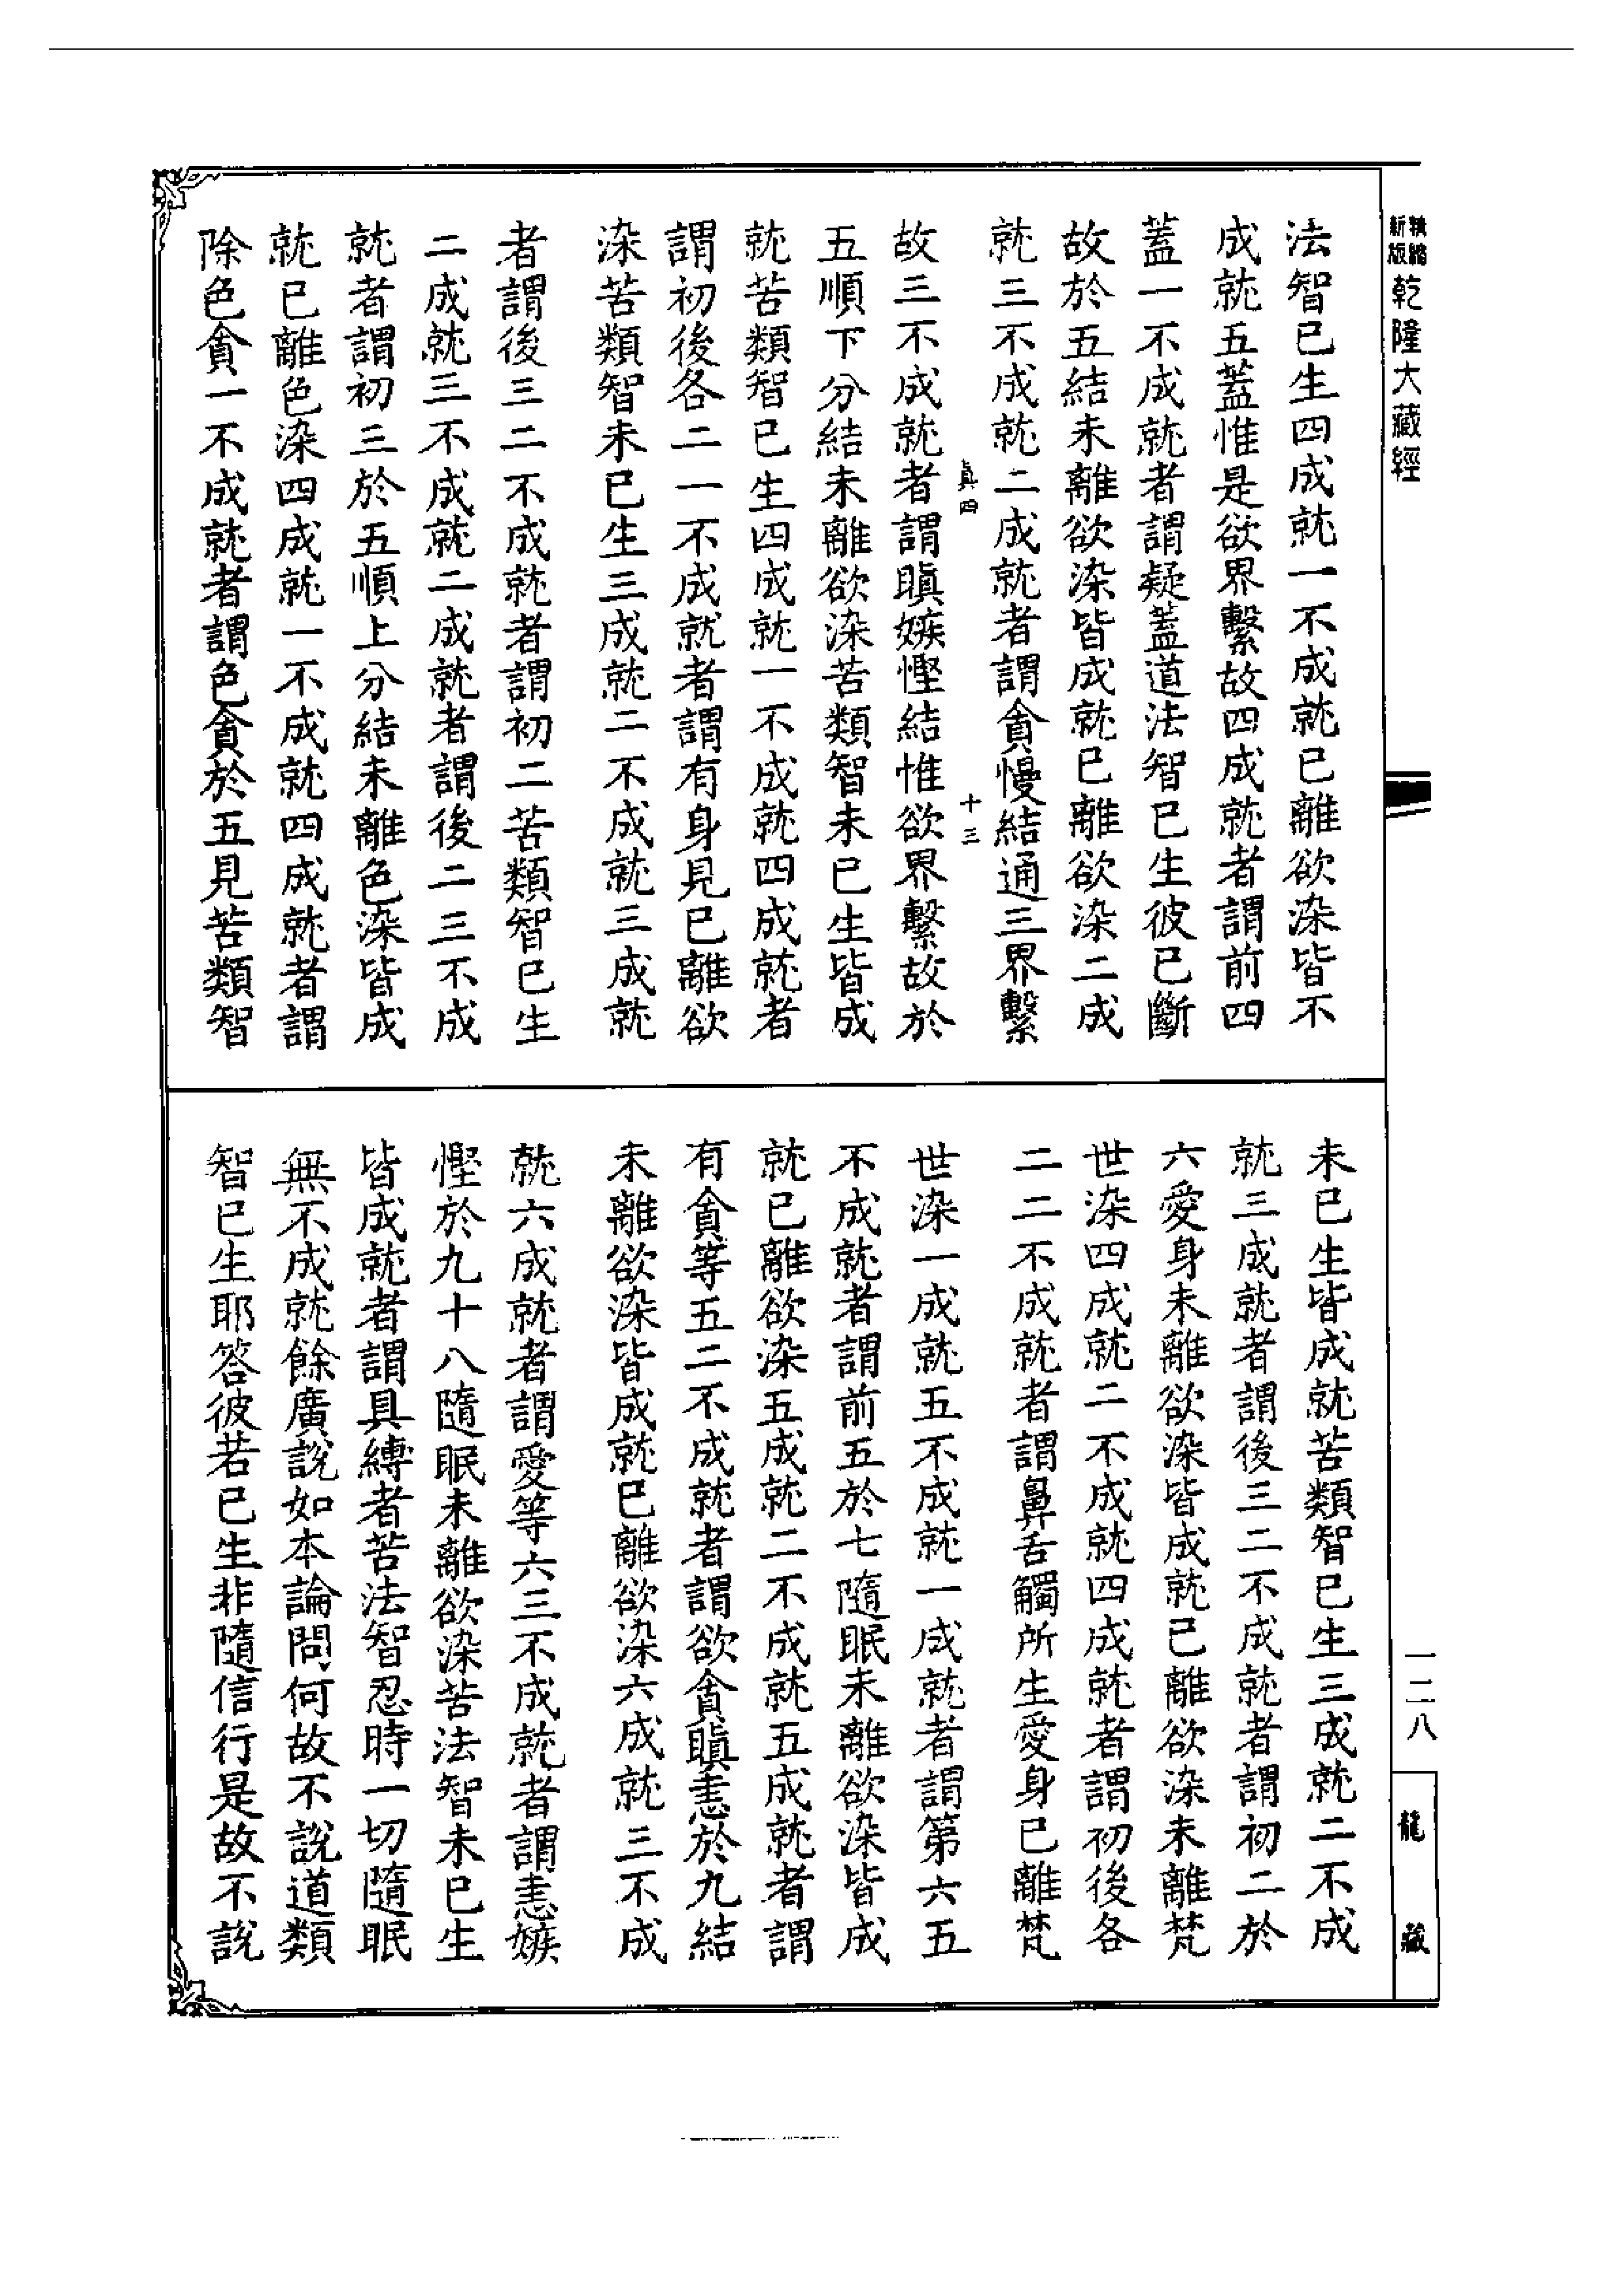 精縮新版乾隆大藏經
法智已生四成就一不成就已離欲染皆不
成就五蓋惟是欲界繫故四成就者謂前四
蓋一不成就者謂疑蓋道法智已生彼已斷
故於五結未離欲染皆成就已離欲染二成
就三不成就二成就者謂貪慢結通三界繫
真四 十三
故三不成就者謂瞋嫉慳結惟欲界繫故於
五順下分結未離欲染苦類智未已生皆成
就苦類智已生四成就一不成就四成就者
謂初後各二一不成就者謂有身見已離欲
染苦類智未已生三成就二不成就三成就
者謂後三二不成就者謂初二苦類智已生
二成就三不成就二成就者謂後二三不成
就者謂初三於五順上分結未離色染皆成
就已離色染四成就一不成就四成就者謂
除色貪一不成就者謂色貪於五見苦類智
未已生皆成就苦類智已生三成就二不成
就三成就者謂後三二不成就者謂初二於
六愛身未離欲染皆成就已離欲染未離梵
世染四成就二不成就四成就者謂初後各
二二不成就者謂鼻舌觸所生愛身已離梵
世染一成就五不成就一成就者謂第六五
不成就者謂前五於七隨眠未離欲染皆成
就已離欲染五成就二不成就五成就者謂
有貪等五二不成就者謂欲貪瞋恚於九結
未離欲染皆成就已離欲染六成就三不成
就六成就者謂愛等六三不成就者謂恚嫉
慳於九十八隨眠未離欲染苦法智未已生
皆成就者謂具縛者苦法智忍時一切隨眠
無不成就餘廣說如本論問何故不說道類
智已生耶答彼若已生非隨信行是故不說
一二八
龍藏